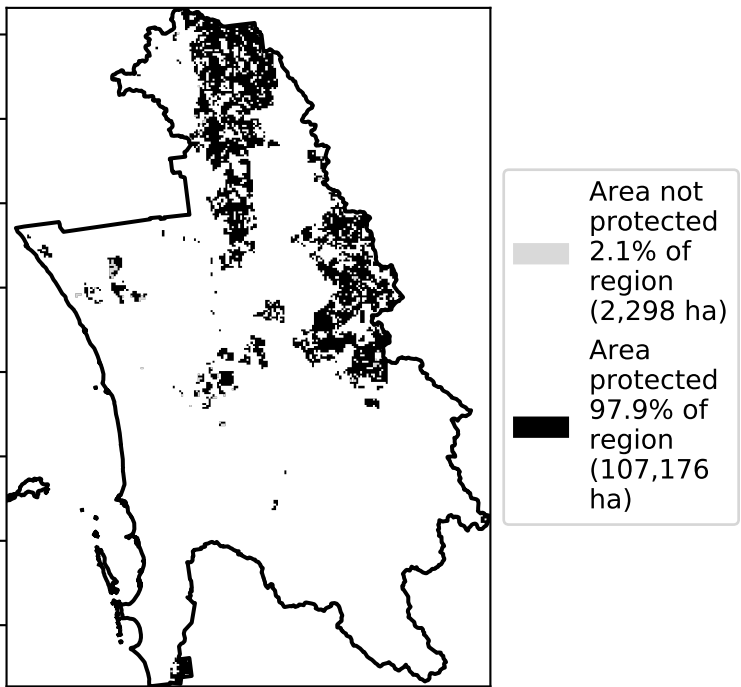 Area not
protected
2.1% of
region
(2,298 ha)
Area
protected
97.9% of
region
(107,176
ha)